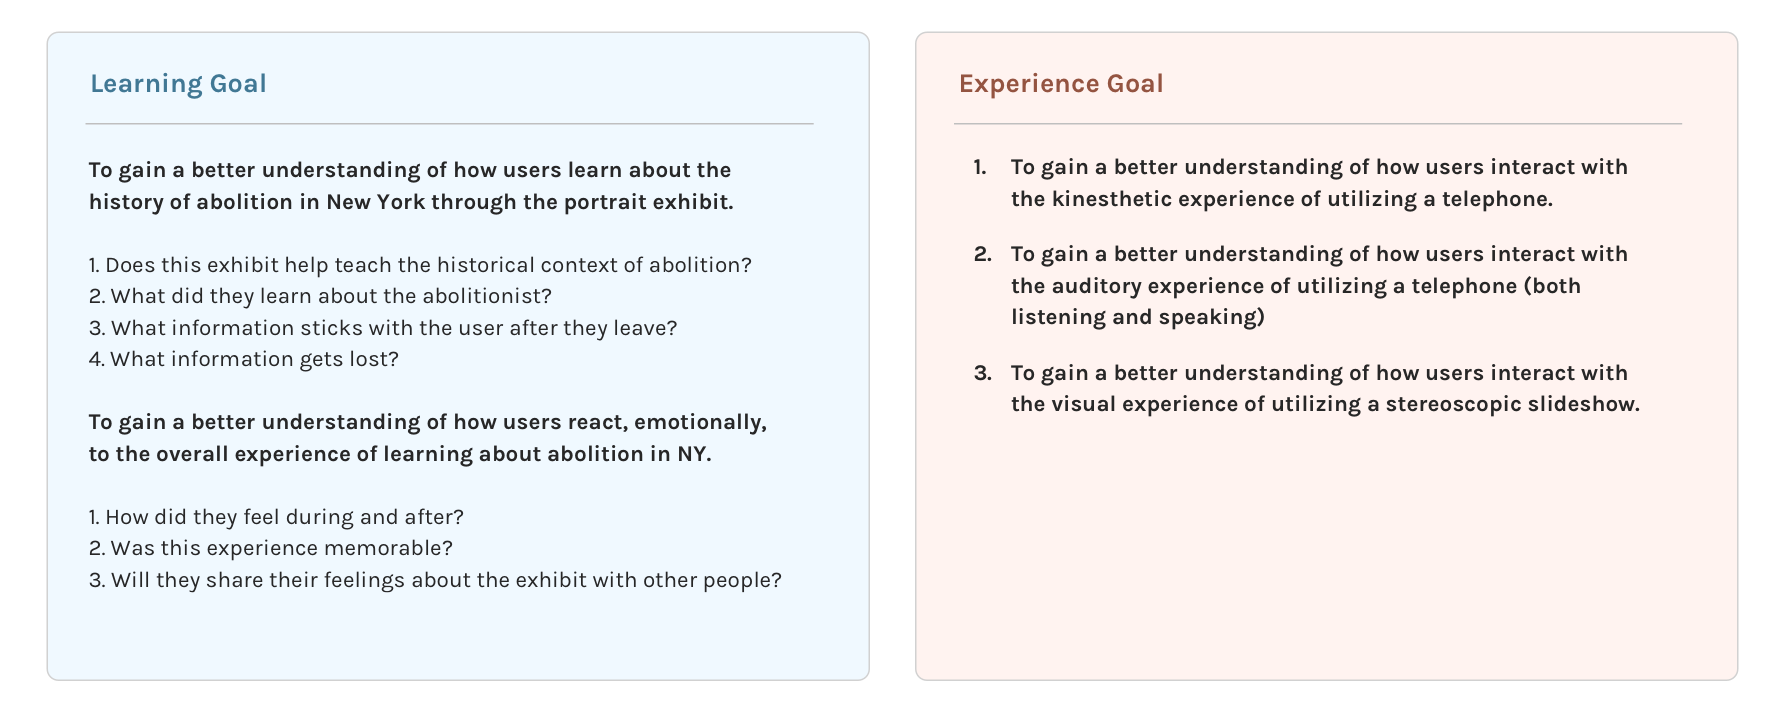 Learning Goal
To gain a better understanding of how users learn about the
history of abolition in New York through the portrait exhibit.
1. Does this exhibit help teach the historical context of abolition?
2. What did they learn about the abolitionist?
3. What information sticks with the user after they leave?
4. What information gets lost?
To gain a better understanding of how users react, emotionally,
to the overall experience of learning about abolition in NY.
1. How did they feel during and after?
2. Was this experience memorable?
3. Will they share their feelings about the exhibit with other people?
Experience Goal
1. To gain a better understanding of how users interact with
the kinesthetic experience of utilizing a telephone.
2. To gain a better understanding of how users interact with
the auditory experience of utilizing a telephone (both
listening and speaking)
3. To gain a better understanding of how users interact with
the visual experience of utilizing a stereoscopic slideshow.